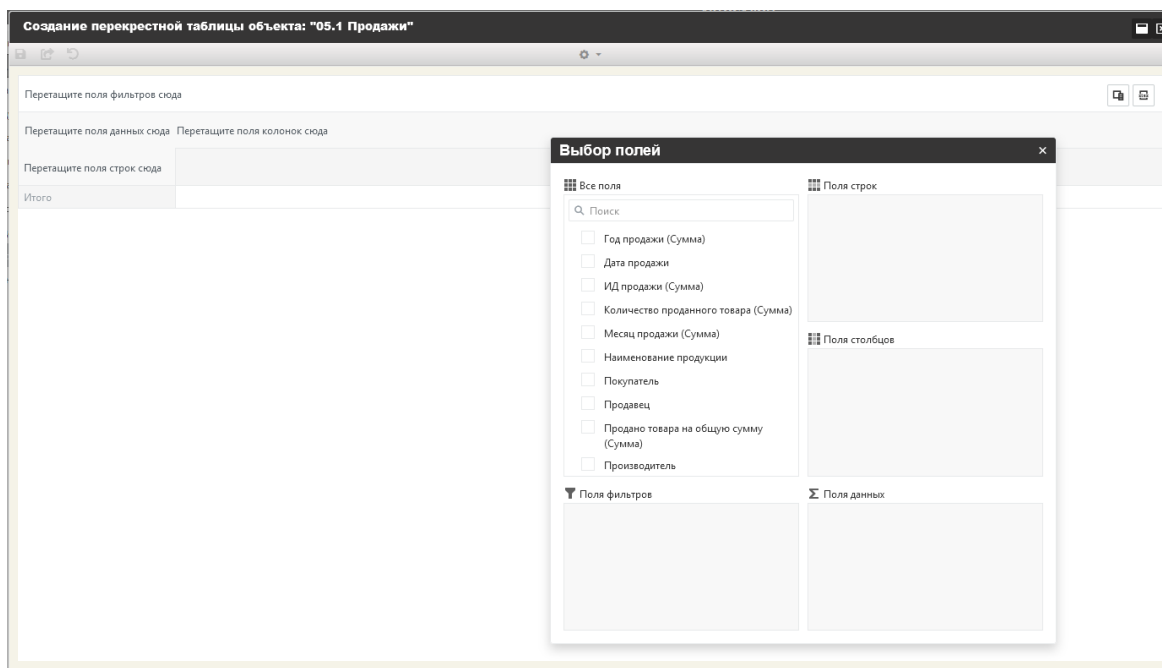 Создание перекрестной таблицы объекта: "05.1 Продажи"
Перетащите поля фильтров сюда
Перетащите поля данных сюда Перетащите поля колонок сюда
Перетащите поля строк сюда
Итого
Выбор полей
Все поля
Поиск
Год продажи (Сумма)
Дата продажи
ИД продажи (Сумма)
Количество проданного товара (Сумма)
Месяц продажи (Сумма)
Наименование продукции
Покупатель
Продавец
Продано товара на общую сумму
(Сумма)
Производитель
Поля строк
Поля столбцов
Поля фильтров
Поля данных